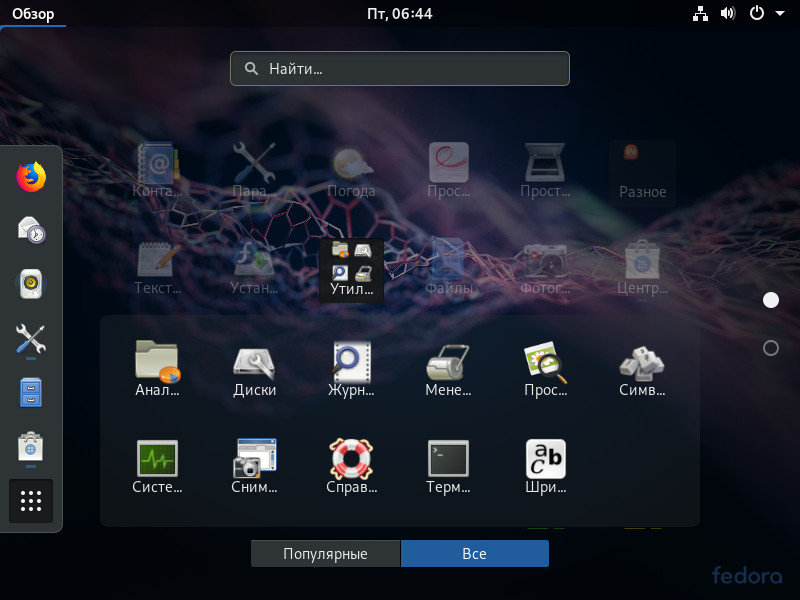 Обзор
Пт, 06:44
Найти...
Конта...
Пара...
Погода
Прос...
Прост...
Разное
Текст...
Устан...
Утил...
Файлы
Фотог...
Центр...
Анал...
Диски
Журн...
Мене...
Прос...
Симв...
Систе...
Сним...
Справ...
Терм...
Шри...
Популярные
Все
fedora